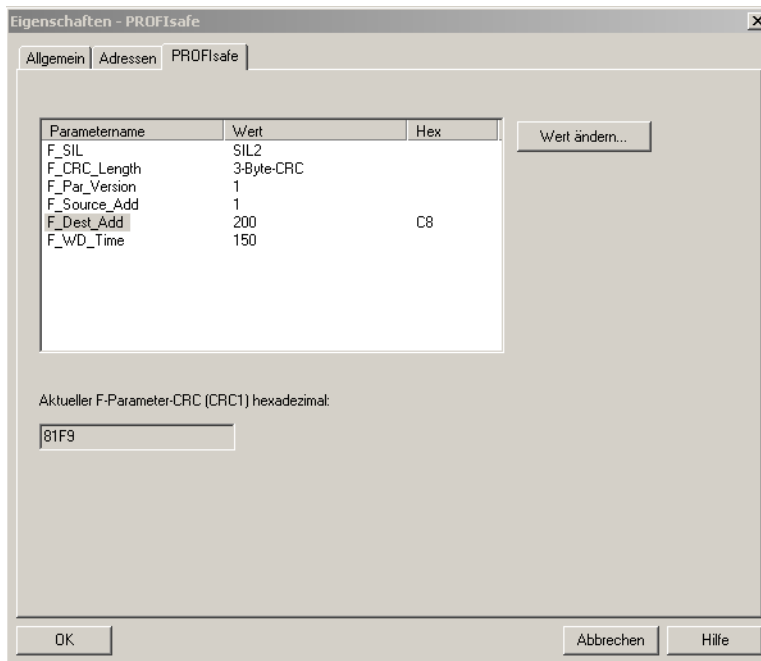 Eigenschaften - PROFIsafe
Allgemein Adressen PROFIsafe
Parametername Wert Hex
F_SIL SIL2
F_CRC_Length 3-Byte-CRC
F_Par_Version 1
F_Source_Add 1
F_Dest_Add 200 C8
F_WD_Time 150
Wert ändern...
Aktueller F-Parameter-CRC (CRC1) hexadezimal:
81F9
OK Abbrechen Hilfe